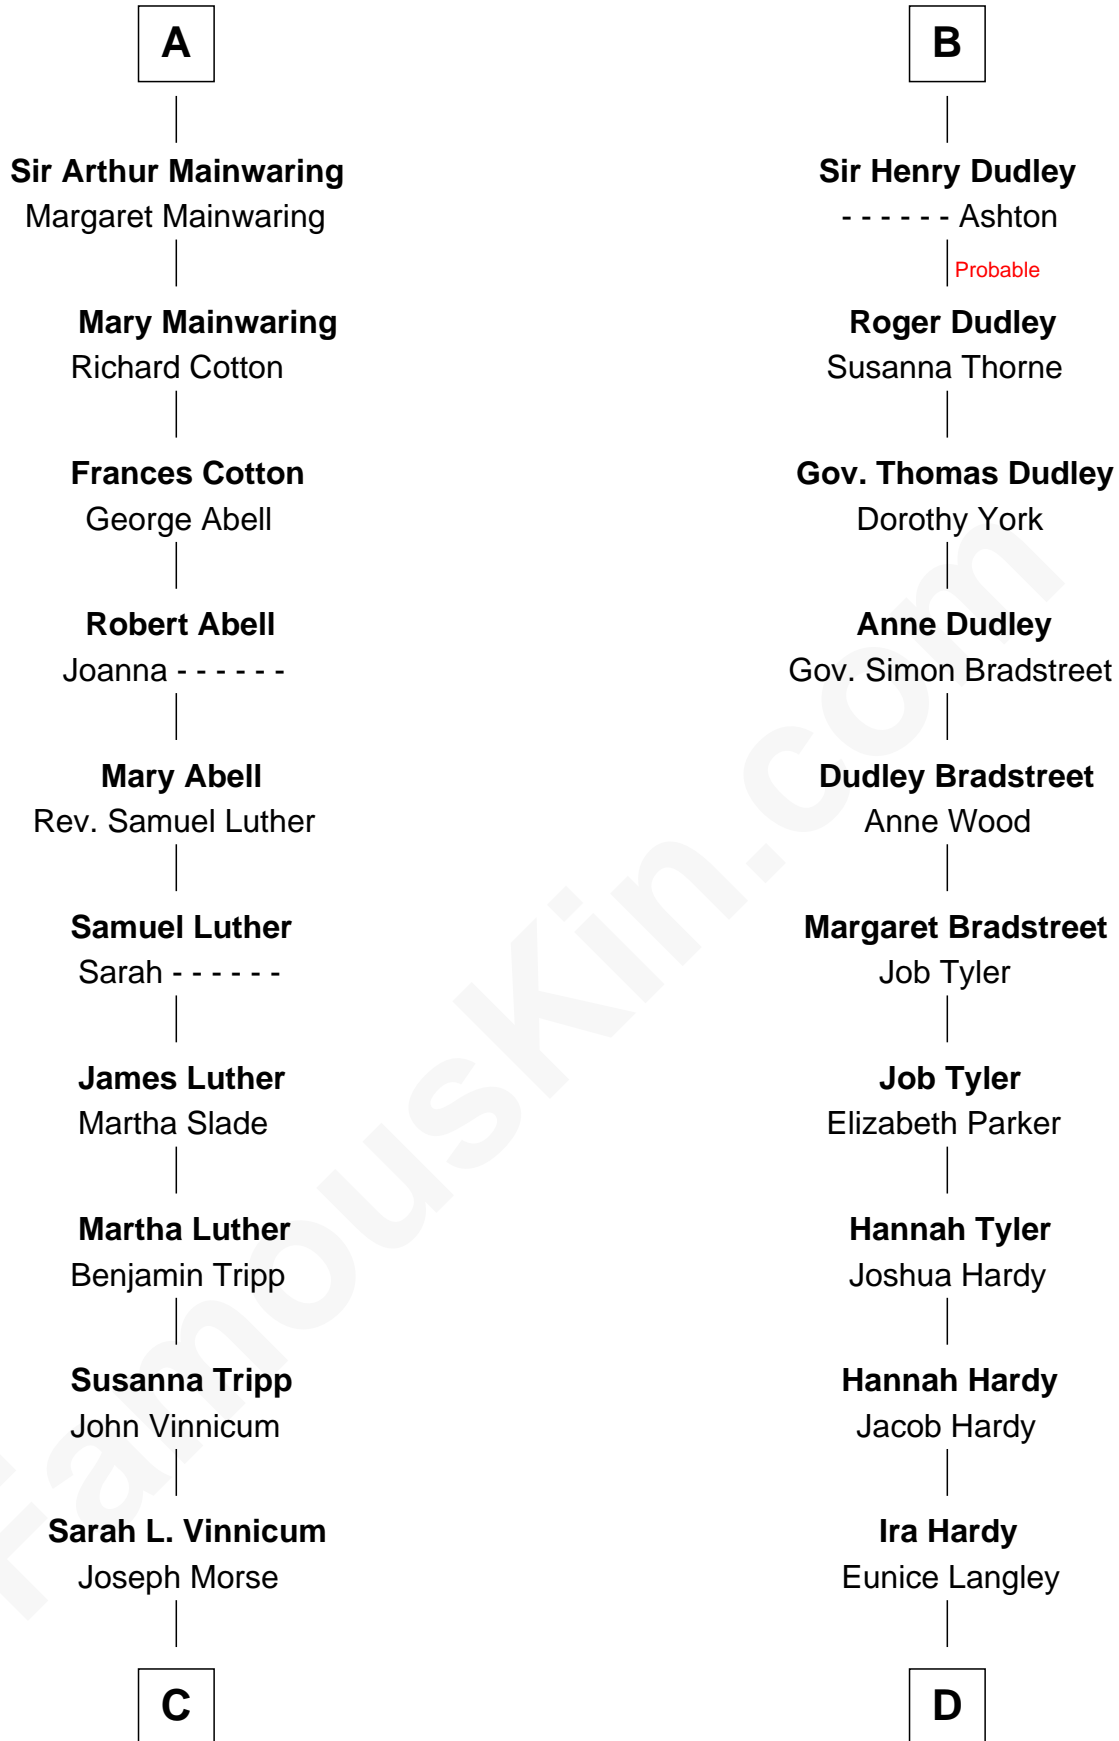 A
Sir Arthur Mainwaring
Margaret Mainwaring
Mary Mainwaring
Richard Cotton
Frances Cotton
George Abell
Robert Abell
Joanna - - - - - -
Mary Abell
Rev. Samuel Luther
Samuel Luther
Sarah - - - - - -
James Luther
Martha Slade
Martha Luther
Benjamin Tripp
Susanna Tripp
John Vinnicum
Sarah L. Vinnicum
Joseph Morse
C
B
Sir Henry Dudley
- - - - - - Ashton
Probable
Roger Dudley
Susanna Thorne
Gov. Thomas Dudley
Dorothy York
Anne Dudley
Gov. Simon Bradstreet
Dudley Bradstreet
Anne Wood
Margaret Bradstreet
Job Tyler
Job Tyler
Elizabeth Parker
Hannah Tyler
Joshua Hardy
Hannah Hardy
Jacob Hardy
Ira Hardy
Eunice Langley
D
FamousKin.com